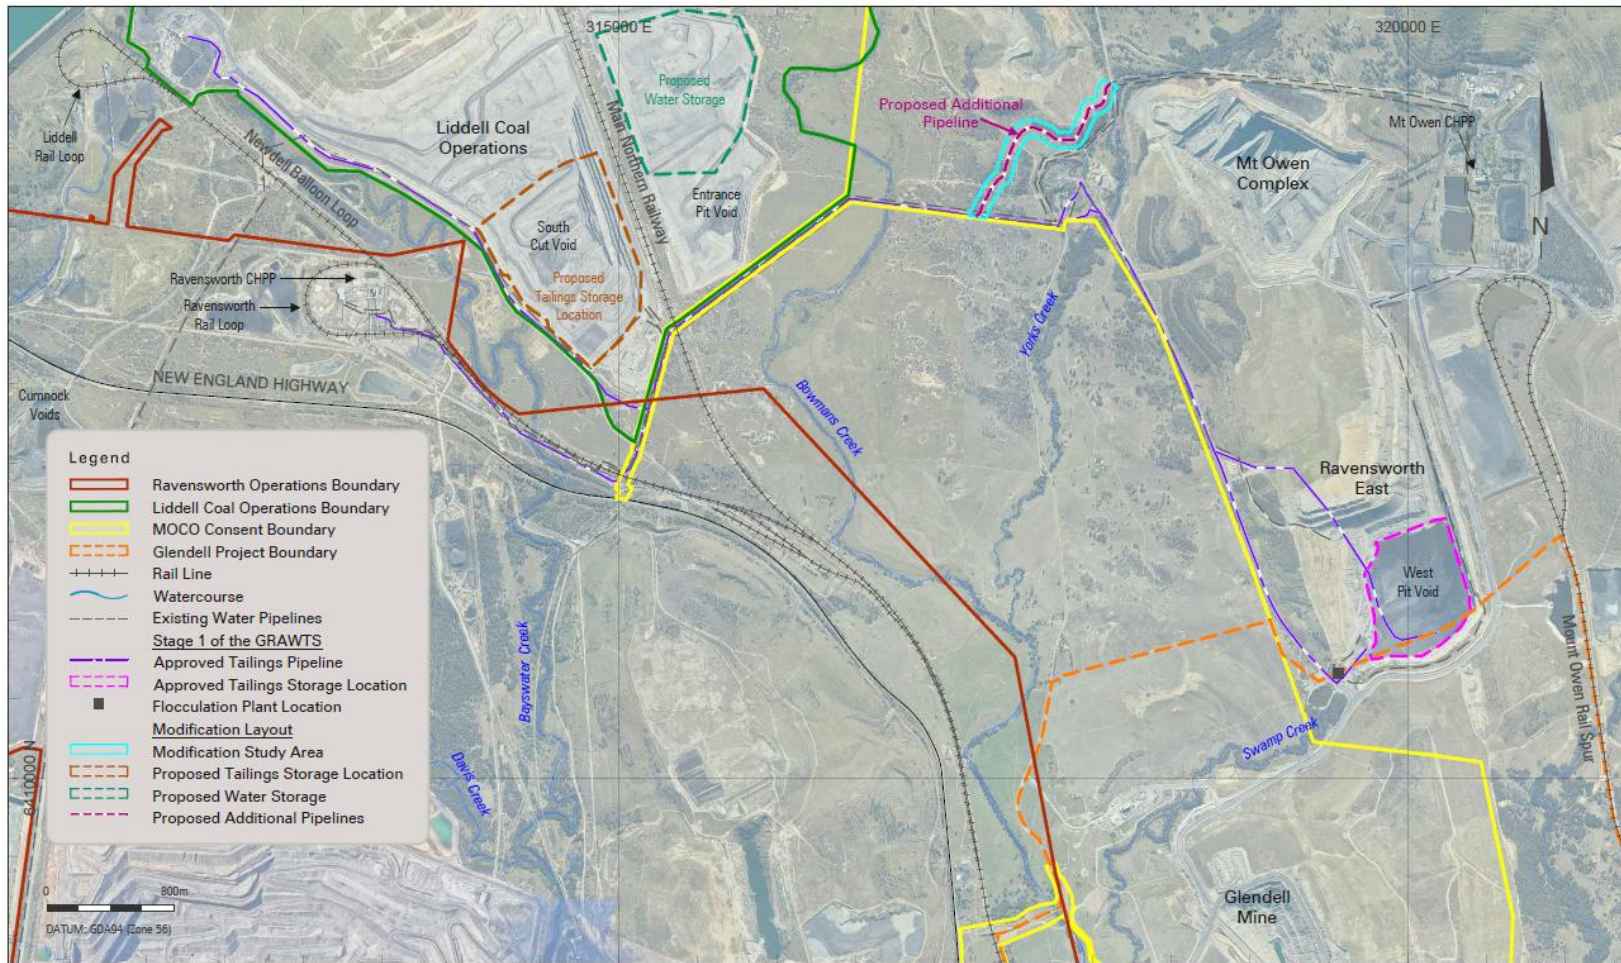 315000 E
320000 E
Proposed
Water Storage
Proposed Additional
Pipeline
Mt Owen CHPP
Liddell
Rail Loop
Liddell Coal
Operations
Newdell Balloon Loop
Main Northern Railway
Mt Owen
Complex
Entrance
Pit Void
South
Cut Void
N
Ravensworth CHPP
Ravensworth
Rail Loop
Proposed
Tailings Storage
Location
Yorks Creek
NEW ENGLAND HIGHWAY
Cumnock
Voids
Bowmans Creek
Ravensworth
East
West
Pit Void
Mount Owen Rail Spur
Bayswater Creek
Davis Creek
Swamp Creek
Glendell
Mine
6410000 N
Legend
Ravensworth Operations Boundary
Liddell Coal Operations Boundary
MOCO Consent Boundary
Glendell Project Boundary
Rail Line
Watercourse
Existing Water Pipelines
Stage 1 of the GRAWTS
Approved Tailings Pipeline
Approved Tailings Storage Location
Flocculation Plant Location
Modification Layout
Modification Study Area
Proposed Tailings Storage Location
Proposed Water Storage
Proposed Additional Pipelines
0 800m
DATUM: GDA94 (Zone 56)